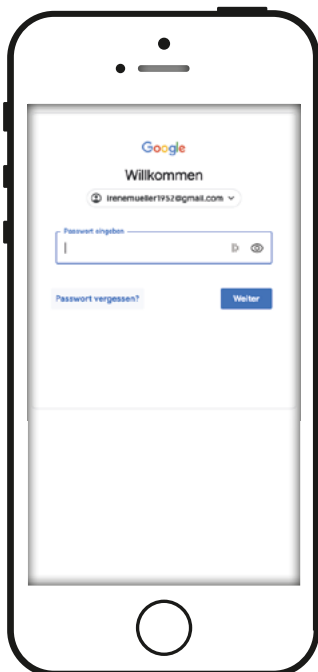 Google
Willkommen
irenemueller1952@gmail.com
Passwort eingeben
Passwort vergessen? Weiter